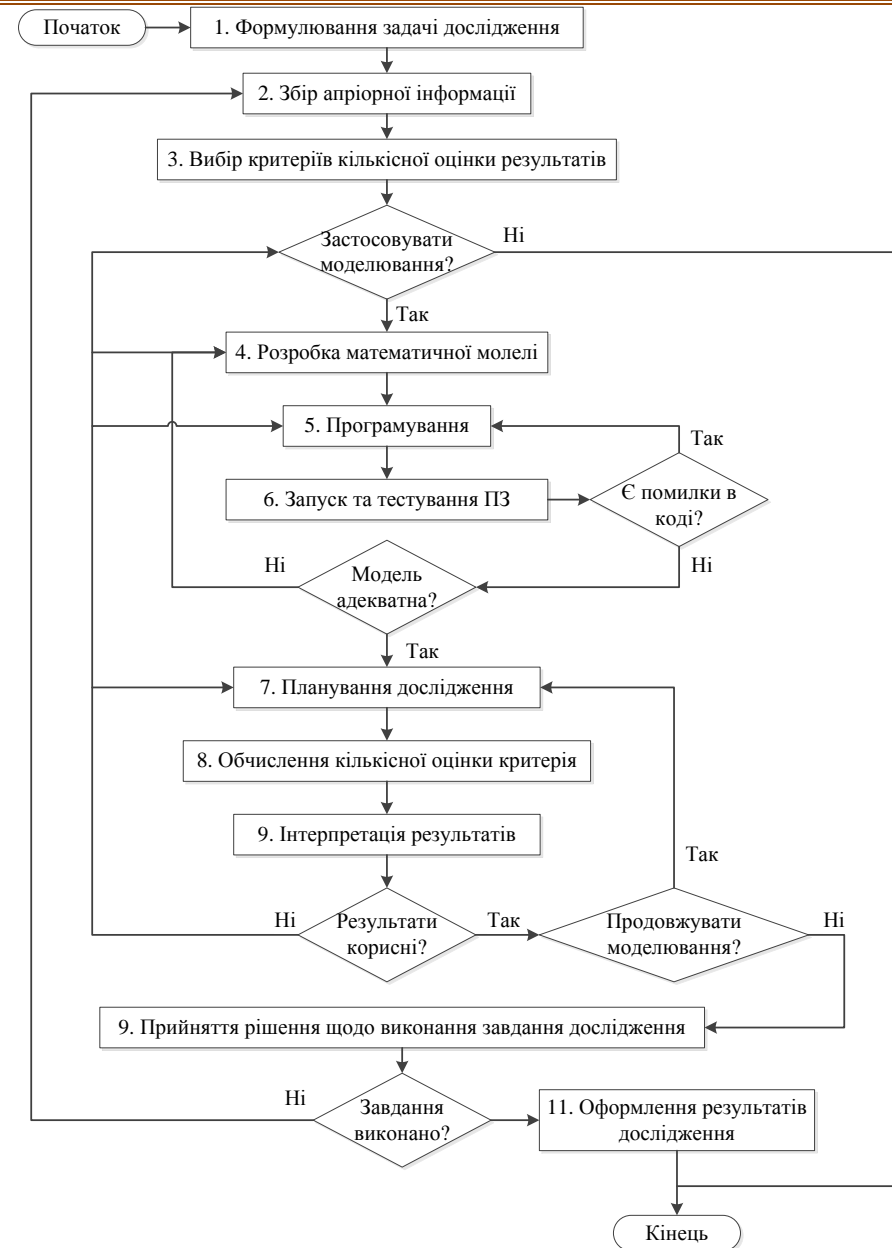 Початок
1. Формулювання задачі дослідження
2. Збір апріорної інформації
3. Вибір критеріїв кількісної оцінки результатів
Застосовувати
моделювання?
Ні
Так
4. Розробка математичної молелі
5. Програмування
Так
6. Запуск та тестування ПЗ
Є помилки в
коді?
Ні
Ні
Модель
адекватна?
Так
7. Планування дослідження
8. Обчислення кількісної оцінки критерія
9. Інтерпретація результатів
Так
Ні
Результати
корисні?
Так
Продовжувати
моделювання?
Ні
9. Прийняття рішення щодо виконання завдання дослідження
Ні
Завдання
виконано?
11. Оформлення результатів
дослідження
Кінець